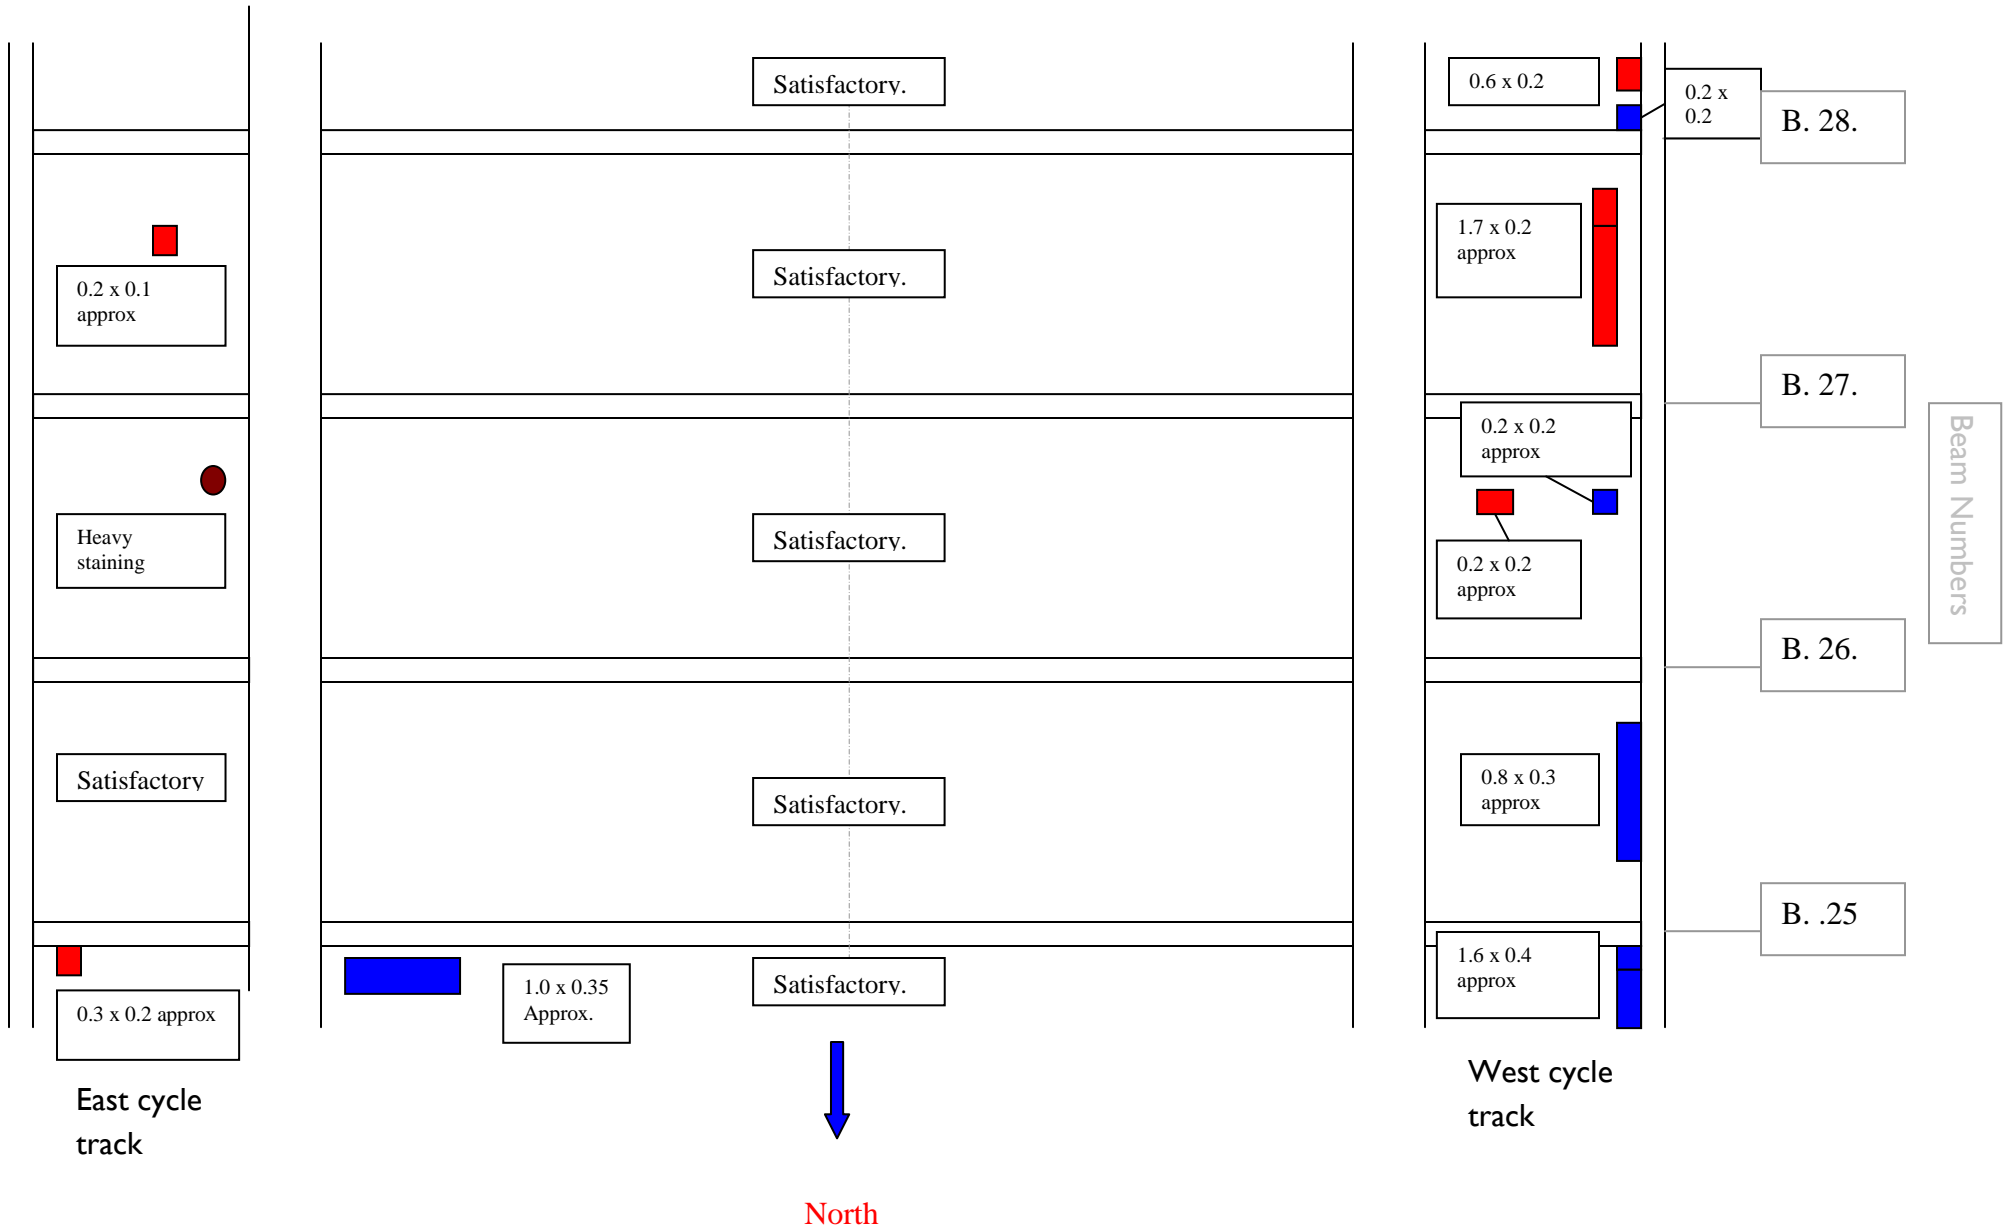 Satisfactory.
0.6 x 0.2
0.2 x
0.2
B. 28.
0.2 x 0.1
approx
Satisfactory.
1.7 x 0.2
approx
B. 27.
Heavy
staining
Satisfactory.
0.2 x 0.2
approx
0.2 x 0.2
approx
Beam Numbers
B. 26.
Satisfactory
Satisfactory.
0.8 x 0.3
approx
B. .25
0.3 x 0.2 approx
1.0 x 0.35
Approx.
Satisfactory.
1.6 x 0.4
approx
East cycle
track
West cycle
track
North